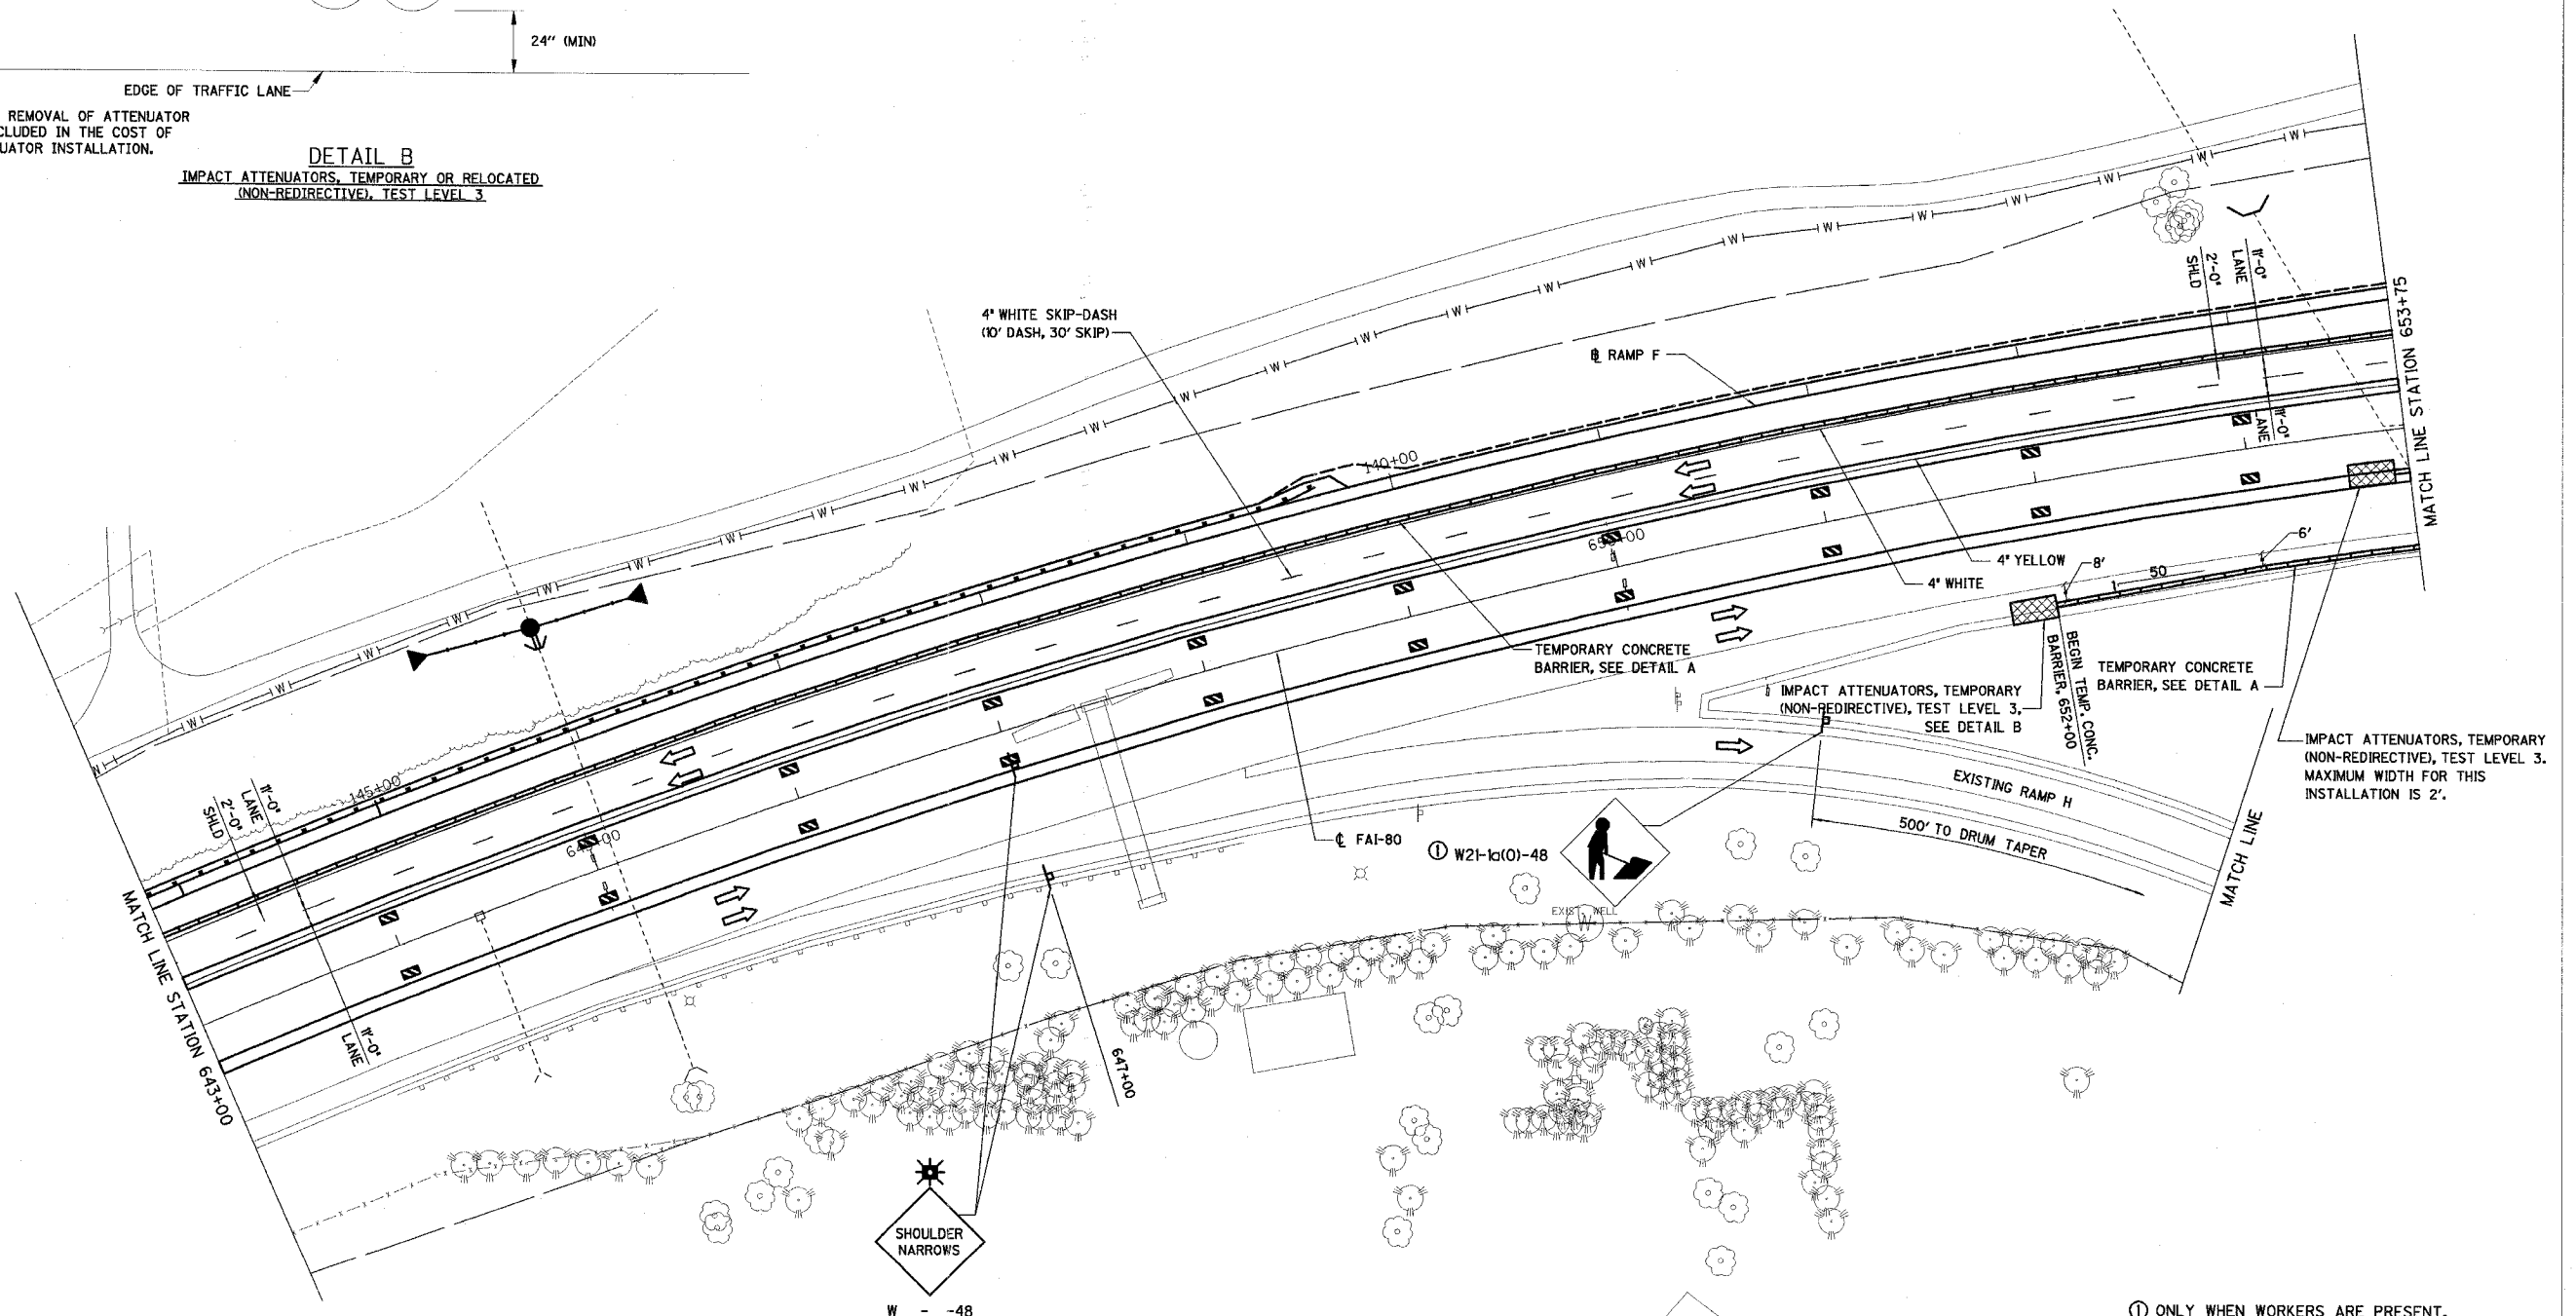 24" (MIN)
EDGE OF TRAFFIC LANE
REMOVAL OF ATTENUATOR
CLUDED IN THE COST OF
UATOR INSTALLATION.
DETAIL B
IMPACT ATTENUATORS, TEMPORARY OR RELOCATED
(NON-REDIRECTIVE), TEST LEVEL 3
4" WHITE SKIP-DASH
(10' DASH, 30' SKIP)
℄ RAMP F
2'-0"
SHLD
11'-0"
LANE
11'-0"
LANE
MATCH LINE STATION 653+75
W W W W W W W W W W W W W W W W W W W W W W W W
140+00
4" YELLOW
4" WHITE
8'
50
6'
TEMPORARY CONCRETE
BARRIER, SEE DETAIL A
IMPACT ATTENUATORS, TEMPORARY
(NON-REDIRECTIVE), TEST LEVEL 3,
SEE DETAIL B
BEGIN TEMP. CONC.
BARRIER, 652+00
TEMPORARY CONCRETE
BARRIER, SEE DETAIL A
IMPACT ATTENUATORS, TEMPORARY
(NON-REDIRECTIVE), TEST LEVEL 3.
MAXIMUM WIDTH FOR THIS
INSTALLATION IS 2'.
EXISTING RAMP H
500' TO DRUM TAPER
MATCH LINE
℄ FAI-80
① W21-1a(O)-48
EXIST WELL
W
145+00
2'-0"
SHLD
11'-0"
LANE
11'-0"
LANE
MATCH LINE STATION 643+00
647+00
SHOULDER
NARROWS
W - -48
① ONLY WHEN WORKERS ARE PRESENT.